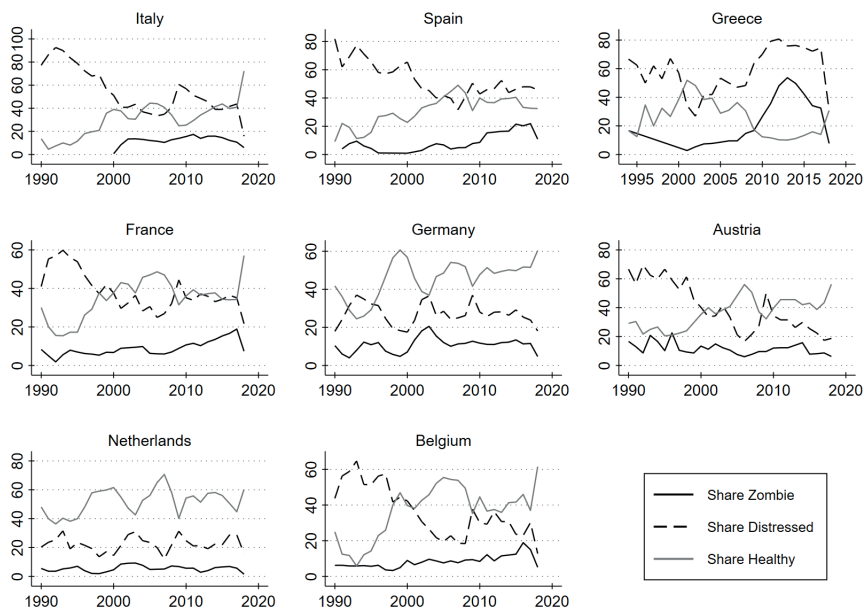 Italy
0 20 40 60 80 100
1990 2000 2010 2020
Spain
0 20 40 60 80
1990 2000 2010 2020
Greece
0 20 40 60 80
1995 2000 2005 2010 2015 2020
France
0 20 40 60
1990 2000 2010 2020
Germany
0 20 40 60
1990 2000 2010 2020
Austria
0 20 40 60 80
1990 2000 2010 2020
Netherlands
0 20 40 60 80
1990 2000 2010 2020
Belgium
0 20 40 60
1990 2000 2010 2020
Share Zombie
Share Distressed
Share Healthy